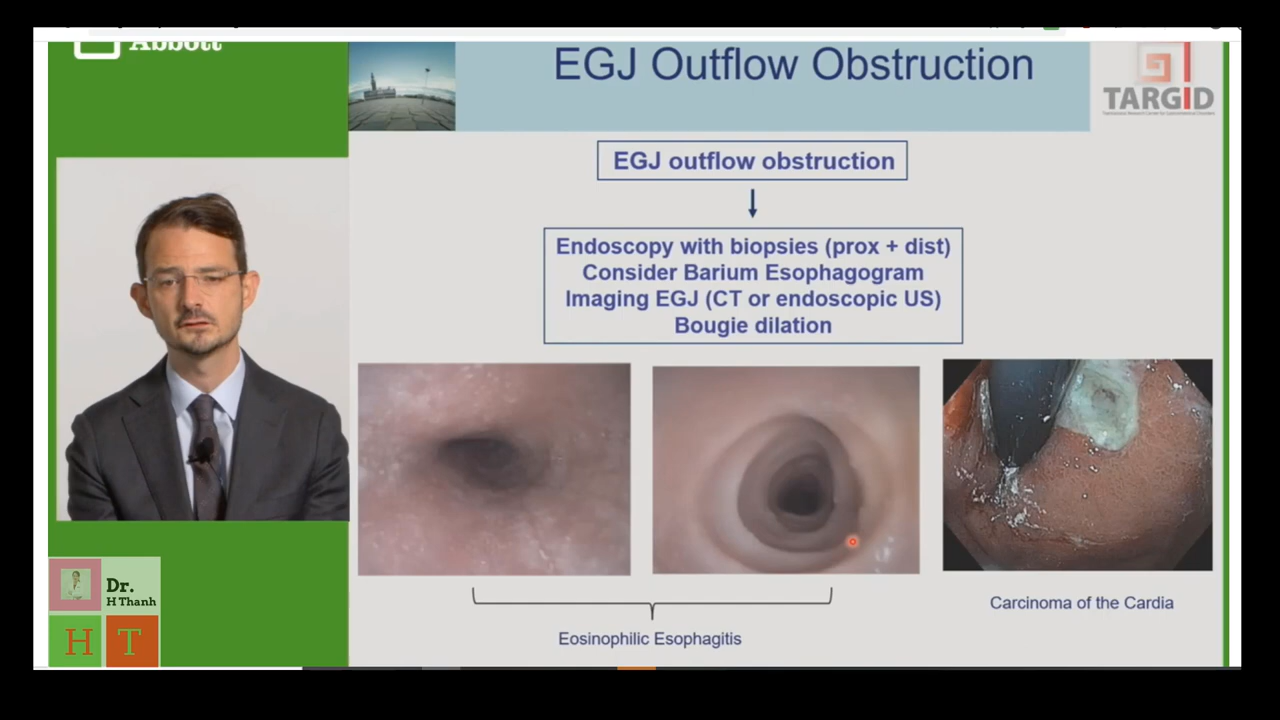 Abbott
EGJ Outflow Obstruction
TARGID
EGJ outflow obstruction
Endoscopy with biopsies (prox + dist)
Consider Barium Esophagogram
Imaging EGJ (CT or endoscopic US)
Bougie dilation
Eosinophilic Esophagitis
Carcinoma of the Cardia
Dr.
H Thanh
H T